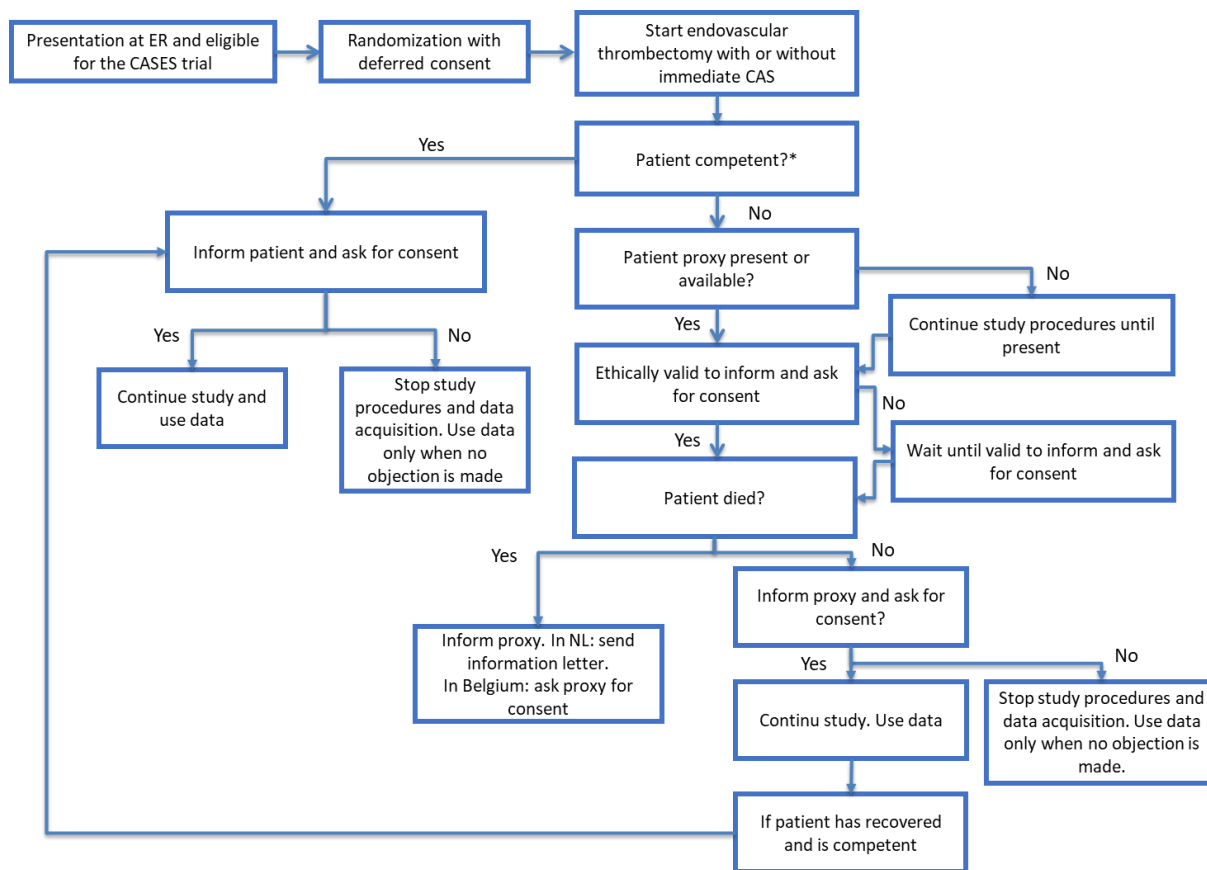 Presentation at ER and eligible
for the CASES trial
Randomization with
deferred consent
Start endovascular
thrombectomy with or without
immediate CAS
Yes
Patient competent?*
No
Inform patient and ask for consent
Patient proxy present or
available?
No
Yes
No
Yes
Continue study procedures until
present
Continue study and
use data
Stop study
procedures and data
acquisition. Use data
only when no
objection is made
Ethically valid to inform and ask
for consent
No
Yes
Wait until valid to inform and ask
for consent
Patient died?
Yes
No
Inform proxy and ask for
consent?
Inform proxy. In NL: send
information letter.
In Belgium: ask proxy for
consent
Yes
No
Continu study. Use data
Stop study procedures and
data acquisition. Use data
only when no objection is
made.
If patient has recovered
and is competent